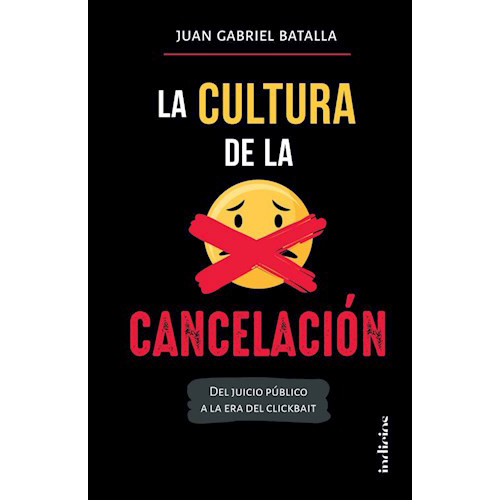 JUAN GABRIEL BATALLA
LA CULTURA
DE LA
CANCELACIÓN
DEL JUICIO PÚBLICO
A LA ERA DEL CLICKBAIT
indicios